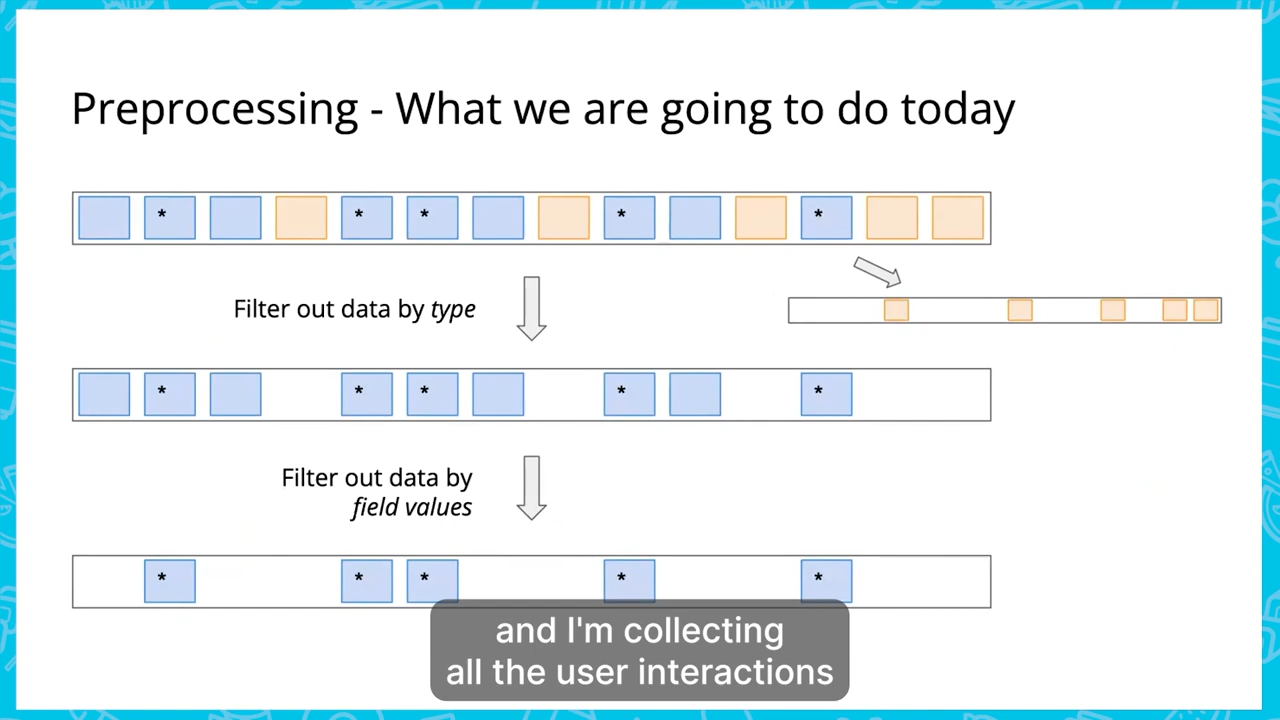 Preprocessing - What we are going to do today
* * * * *
Filter out data by type
* * * * *
Filter out data by
field values
* * * * *
and I'm collecting
all the user interactions